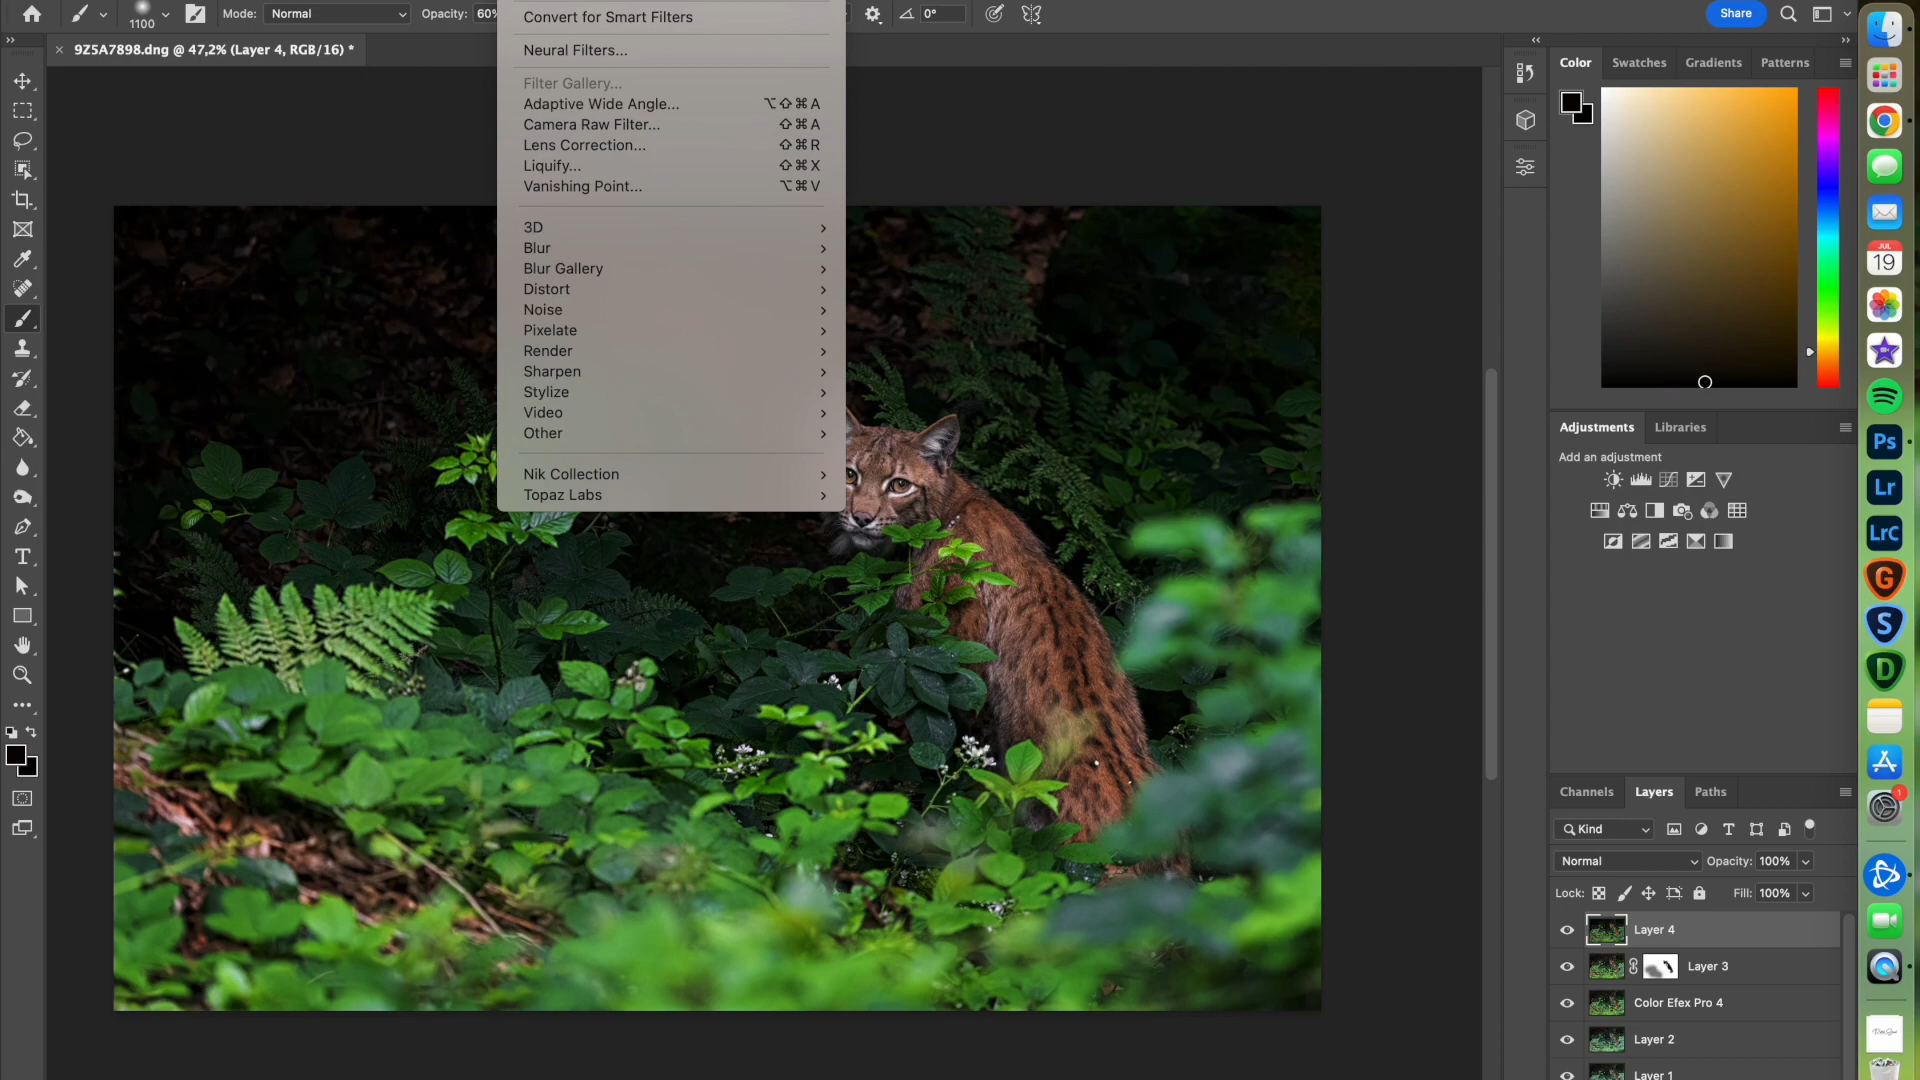 1100
Mode: Normal
Opacity: 60%
0°
Share
9Z5A7898.dng @ 47,2% (Layer 4, RGB/16) *
Convert for Smart Filters
Neural Filters...
Filter Gallery...
Adaptive Wide Angle... ⌥⇧⌘A
Camera Raw Filter... ⇧⌘A
Lens Correction... ⇧⌘R
Liquify... ⇧⌘X
Vanishing Point... ⌥⌘V
3D
Blur
Blur Gallery
Distort
Noise
Pixelate
Render
Sharpen
Stylize
Video
Other
Nik Collection
Topaz Labs
Color Swatches Gradients Patterns
Adjustments Libraries
Add an adjustment
Channels Layers Paths
Kind
Normal Opacity: 100%
Lock: Fill: 100%
Layer 4
Layer 3
Color Efex Pro 4
Layer 2
Layer 1
JUL
19
Ps
Lr
LrC
G
S
D
1